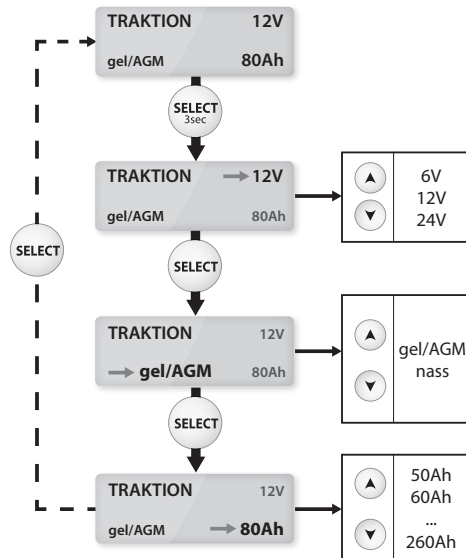 TRAKTION 12V
gel/AGM 80Ah
SELECT
3sec
TRAKTION 12V
gel/AGM 80Ah
6V
12V
24V
SELECT
SELECT
TRAKTION 12V
gel/AGM 80Ah
gel/AGM
nass
SELECT
TRAKTION 12V
gel/AGM 80Ah
50Ah
60Ah
...
260Ah